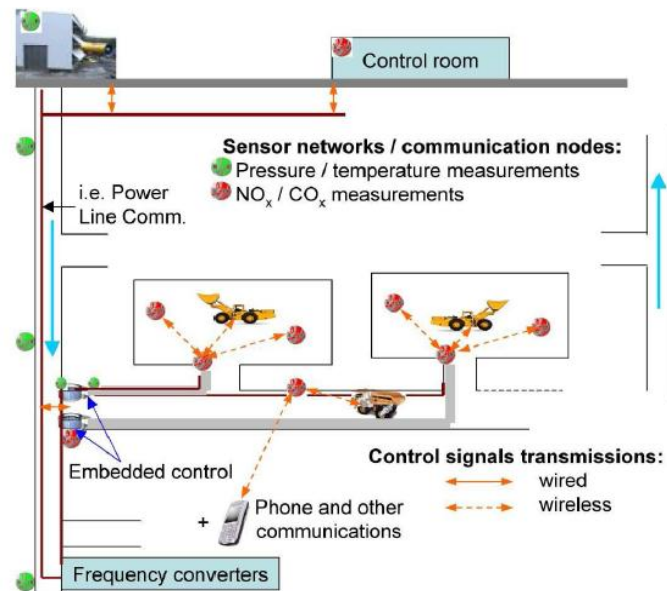 Control room
Sensor networks / communication nodes:
Pressure / temperature measurements
NOx / COx measurements
i.e. Power
Line Comm.
Embedded control
Control signals transmissions:
wired
wireless
+
Phone and other
communications
Frequency converters